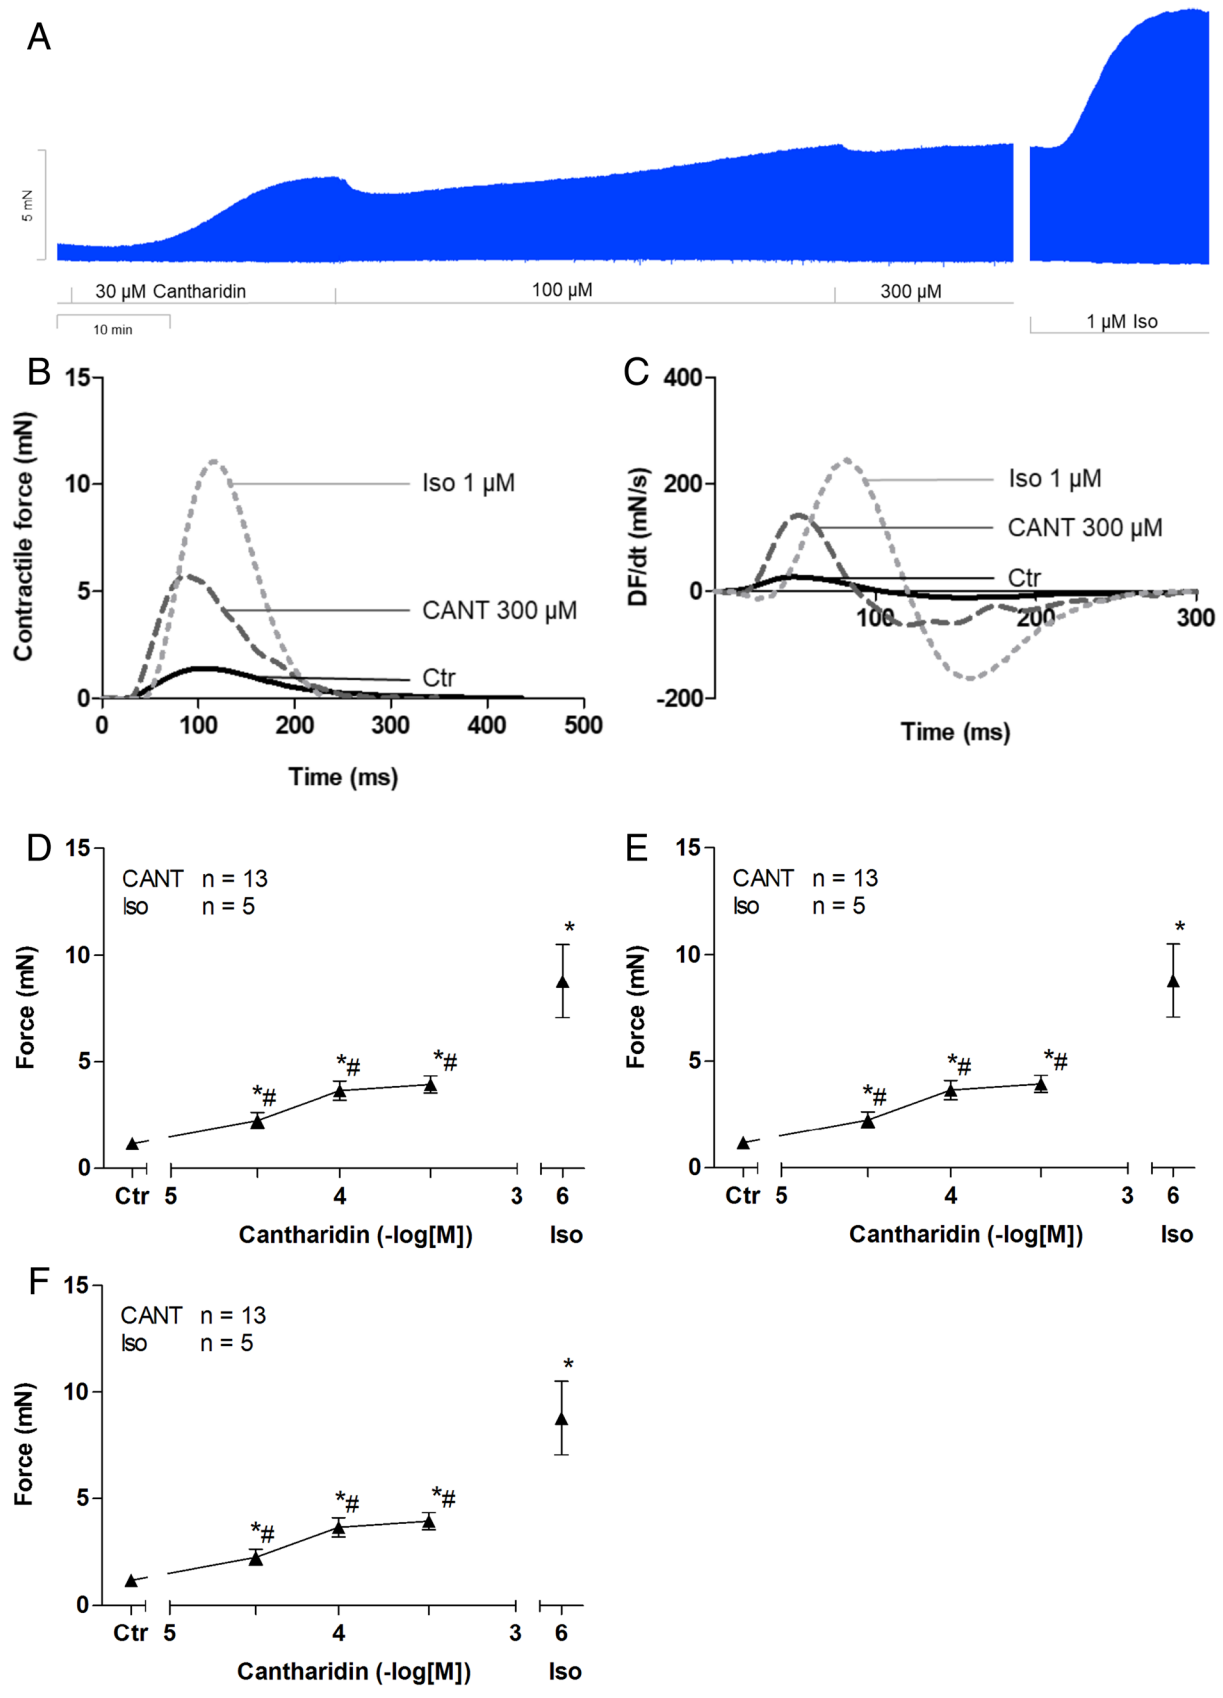 A
5 mN
30 µM Cantharidin 100 µM 300 µM
10 min
1 µM Iso
B
15
10
5
0
Contractile force (mN)
Iso 1 µM
CANT 300 µM
Ctr
0 100 200 300 400 500
Time (ms)
C
400
200
0
-200
DF/dt (mN/s)
Iso 1 µM
CANT 300 µM
Ctr
100 200 300
Time (ms)
D
15
10
5
0
Force (mN)
CANT n = 13
Iso n = 5
*# *# *# *
Ctr 5 4 3 6
Cantharidin (-log[M]) Iso
E
15
10
5
0
Force (mN)
CANT n = 13
Iso n = 5
*# *# *# *
Ctr 5 4 3 6
Cantharidin (-log[M]) Iso
F
15
10
5
0
Force (mN)
CANT n = 13
Iso n = 5
*# *# *# *
Ctr 5 4 3 6
Cantharidin (-log[M]) Iso